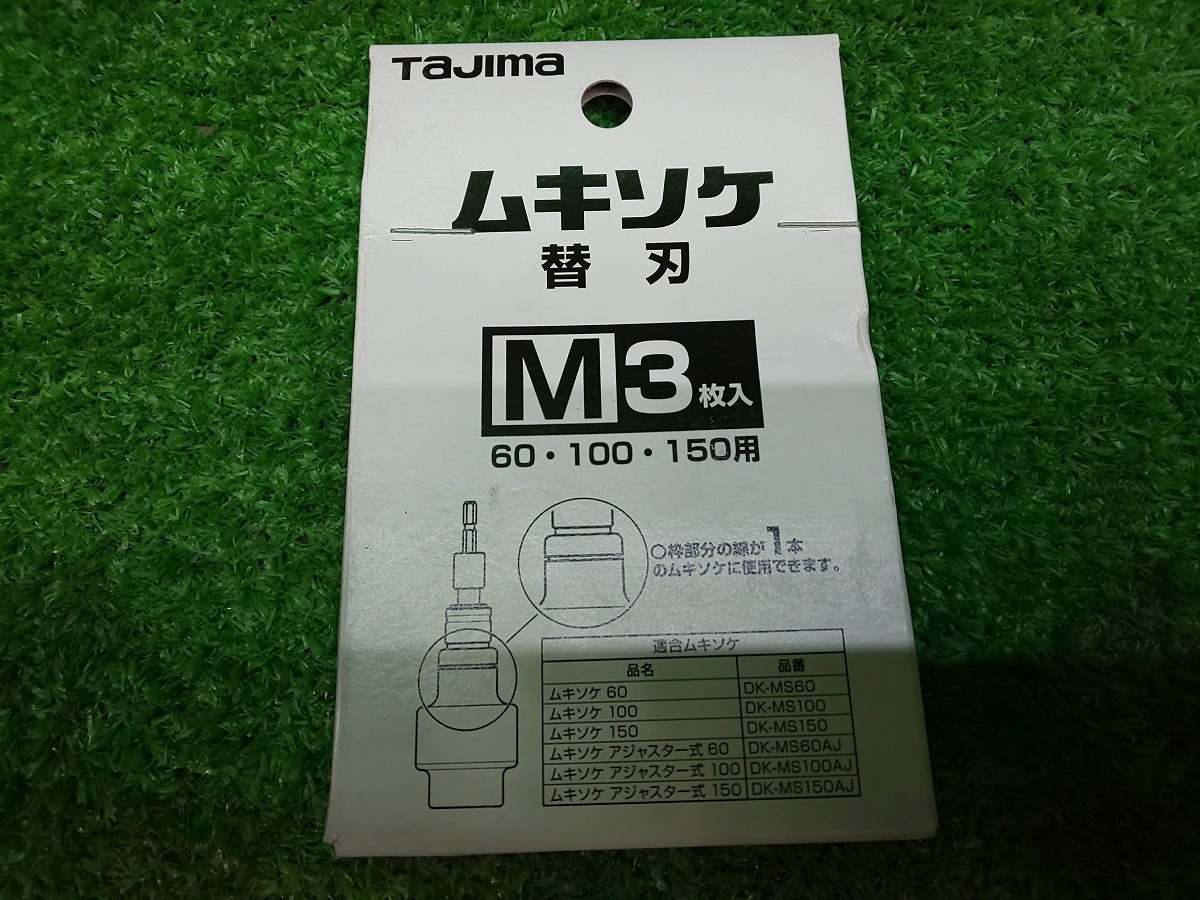 TaJima
ムキソケ
替刃
M 3枚入
60・100・150用
○枠部分の線が1本
のムキソケに使用できます。
適合ムキソケ
品名 品番
ムキソケ 60 DK-MS60
ムキソケ 100 DK-MS100
ムキソケ 150 DK-MS150
ムキソケ アジャスター式 60 DK-MS60AJ
ムキソケ アジャスター式 100 DK-MS100AJ
ムキソケ アジャスター式 150 DK-MS150AJ